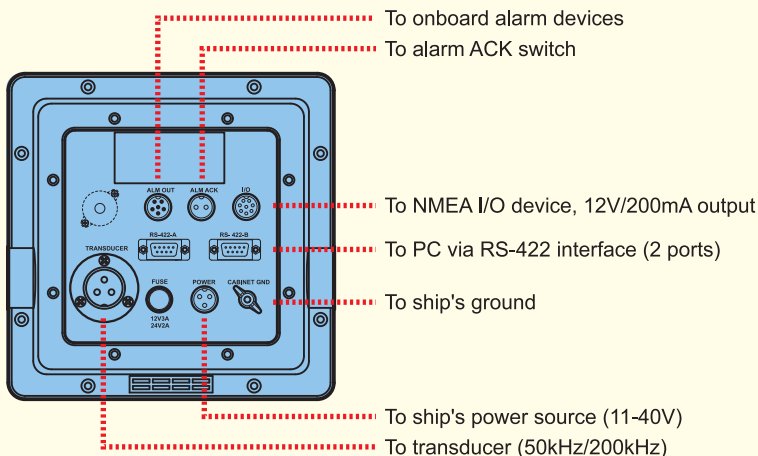 To onboard alarm devices
To alarm ACK switch
ALM OUT ALM ACK I/O
To NMEA I/O device, 12V/200mA output
RS-422-A RS- 422-B
To PC via RS-422 interface (2 ports)
TRANSDUCER
FUSE POWER CABINET GND
To ship's ground
12V3A
24V2A
To ship's power source (11-40V)
To transducer (50kHz/200kHz)